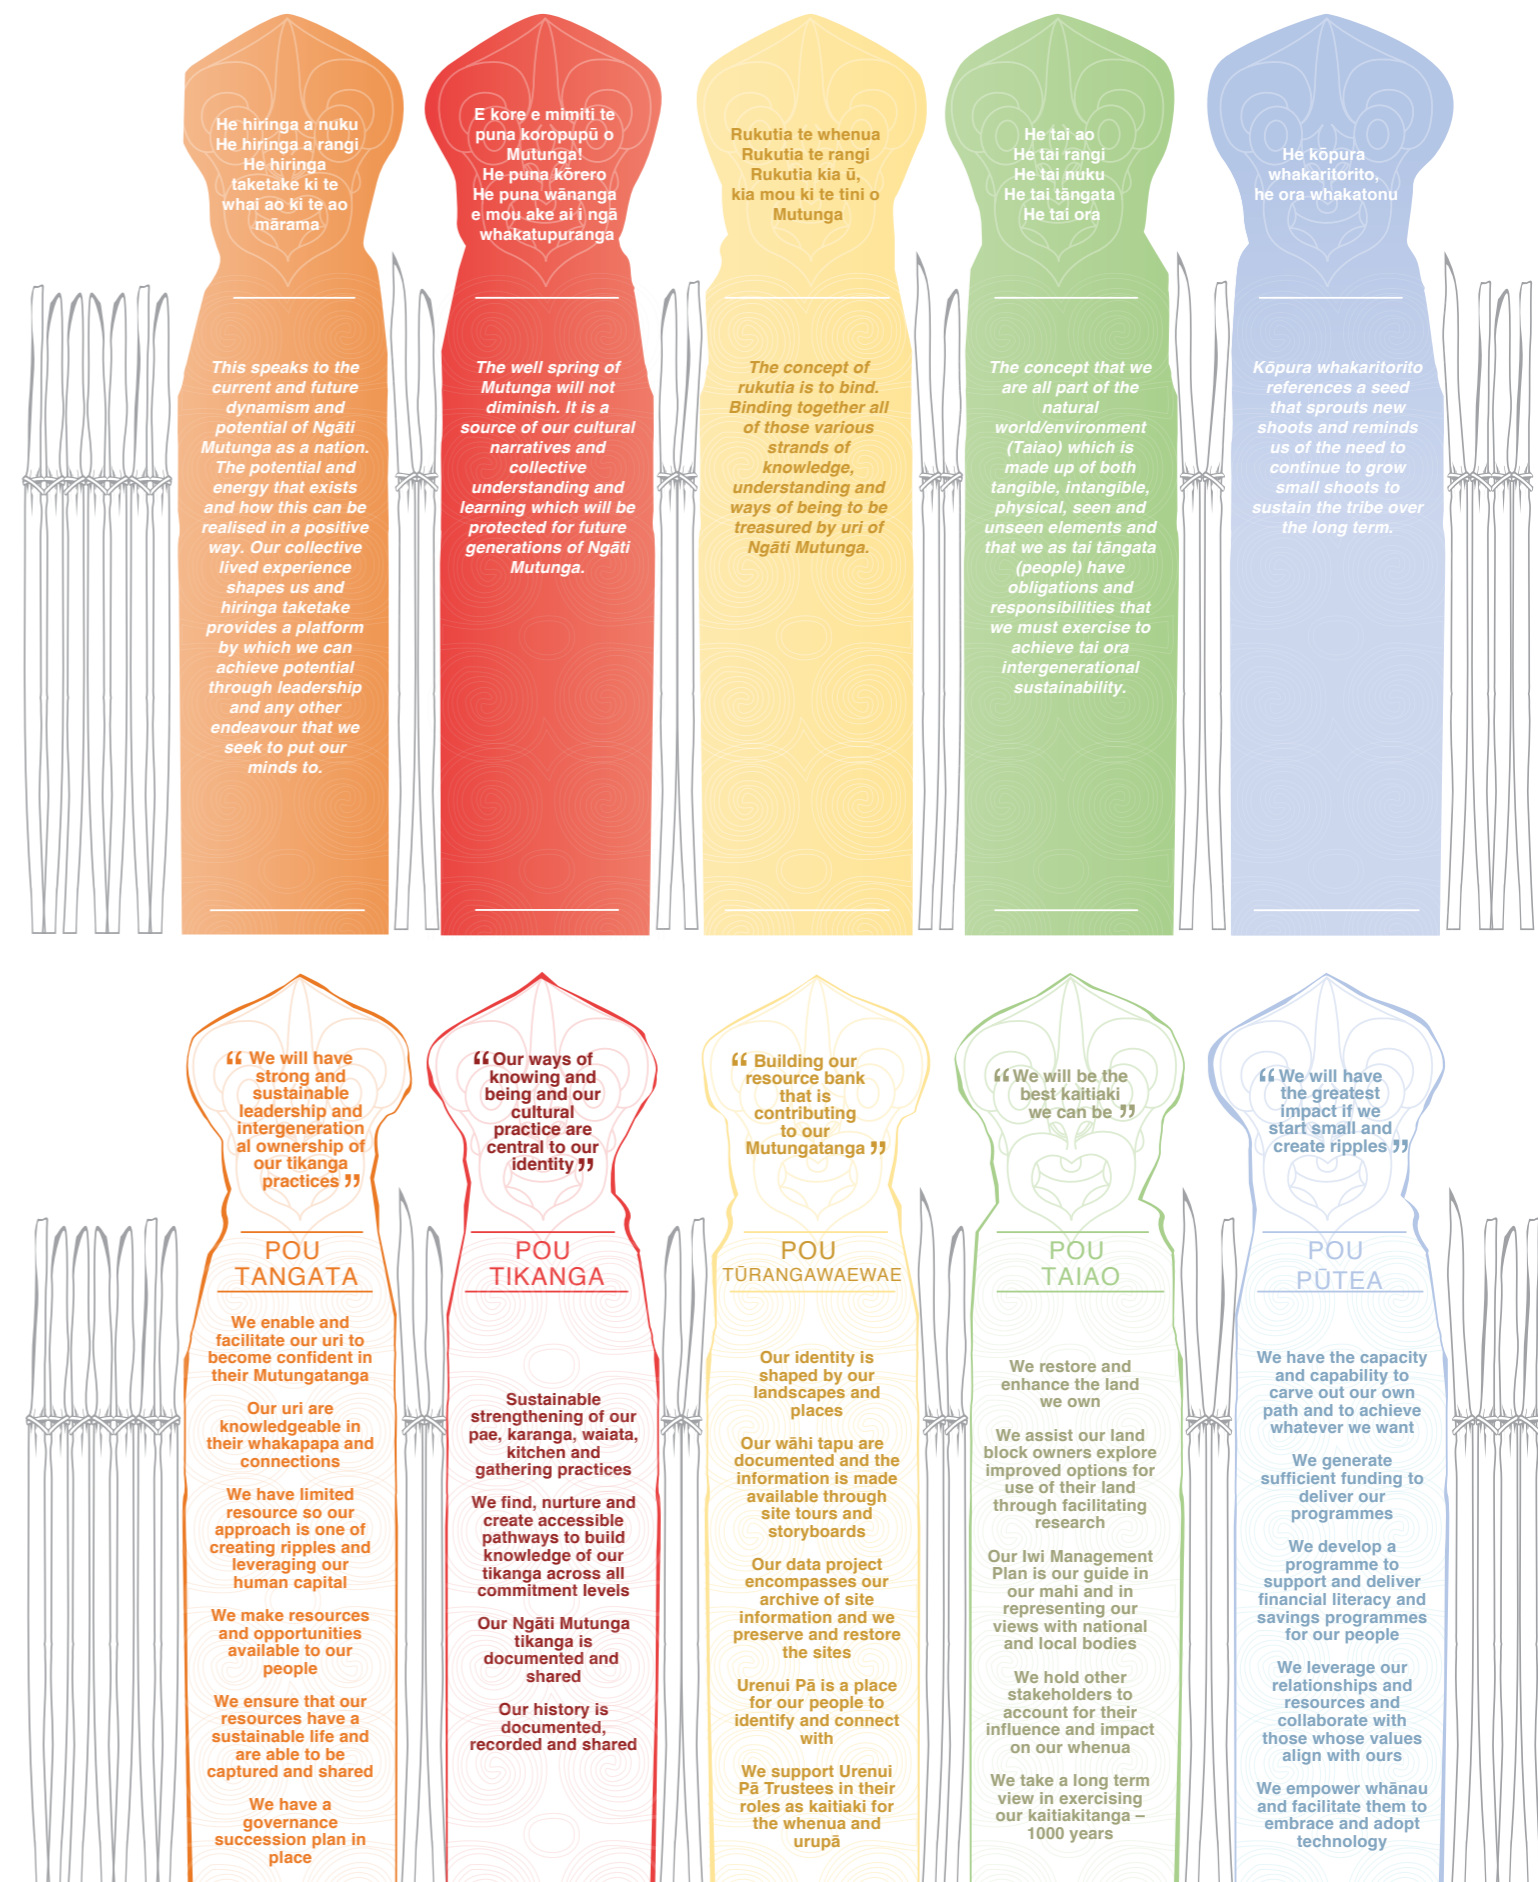 He hiringa a nuku
He hiringa a rangi
He hiringa
taketake ki te
whai ao ki te ao
mārama
This speaks to the
current and future
dynamism and
potential of Ngāti
Mutunga as a nation.
The potential and
energy that exists
and how this can be
realised in a positive
way. Our collective
lived experience
shapes us and
hiringa taketake
provides a platform
by which we can
achieve potential
through leadership
and any other
endeavour that we
seek to put our
minds to.
E kore e mimiti te
puna koropupū o
Mutunga!
He puna kōrero
He puna wānanga
e mou ake ai i ngā
whakatupuranga
The well spring of
Mutunga will not
diminish. It is a
source of our cultural
narratives and
collective
understanding and
learning which will be
protected for future
generations of Ngāti
Mutunga.
Rukutia te whenua
Rukutia te rangi
Rukutia kia ū,
kia mou ki te tini o
Mutunga
The concept of
rukutia is to bind.
Binding together all
of those various
strands of
knowledge,
understanding and
ways of being to be
treasured by uri of
Ngāti Mutunga.
He tai ao
He tai rangi
He tai nuku
He tai tāngata
He tai ora
The concept that we
are all part of the
natural
world/environment
(Taiao) which is
made up of both
tangible, intangible,
physical, seen and
unseen elements and
that we as tai tāngata
(people) have
obligations and
responsibilities that
we must exercise to
achieve tai ora
intergenerational
sustainability.
He kōpura
whakaritorito,
he ora whakatonu
Kōpura whakaritorito
references a seed
that sprouts new
shoots and reminds
us of the need to
continue to grow
small shoots to
sustain the tribe over
the long term.
“ We will have
strong and
sustainable
leadership and
intergeneration
al ownership of
our tikanga
practices ”
POU
TANGATA
We enable and
facilitate our uri to
become confident in
their Mutungatanga
Our uri are
knowledgeable in
their whakapapa and
connections
We have limited
resource so our
approach is one of
creating ripples and
leveraging our
human capital
We make resources
and opportunities
available to our
people
We ensure that our
resources have a
sustainable life and
are able to be
captured and shared
We have a
governance
succession plan in
place
“ Our ways of
knowing and
being and our
cultural
practice are
central to our
identity ”
POU
TIKANGA
Sustainable
strengthening of our
pae, karanga, waiata,
kitchen and
gathering practices
We find, nurture and
create accessible
pathways to build
knowledge of our
tikanga across all
commitment levels
Our Ngāti Mutunga
tikanga is
documented and
shared
Our history is
documented,
recorded and shared
“ Building our
resource bank
that is
contributing
to our
Mutungatanga ”
POU
TŪRANGAWAEWAE
Our identity is
shaped by our
landscapes and
places
Our wāhi tapu are
documented and the
information is made
available through
site tours and
storyboards
Our data project
encompasses our
archive of site
information and we
preserve and restore
the sites
Urenui Pā is a place
for our people to
identify and connect
with
We support Urenui
Pā Trustees in their
roles as kaitiaki for
the whenua and
urupā
“ We will be the
best kaitiaki
we can be ”
POU
TAIAO
We restore and
enhance the land
we own
We assist our land
block owners explore
improved options for
use of their land
through facilitating
research
Our Iwi Management
Plan is our guide in
our mahi and in
representing our
views with national
and local bodies
We hold other
stakeholders to
account for their
influence and impact
on our whenua
We take a long term
view in exercising
our kaitiakitanga –
1000 years
“ We will have
the greatest
impact if we
start small and
create ripples ”
POU
PŪTEA
We have the capacity
and capability to
carve out our own
path and to achieve
whatever we want
We generate
sufficient funding to
deliver our
programmes
We develop a
programme to
support and deliver
financial literacy and
savings programmes
for our people
We leverage our
relationships and
resources and
collaborate with
those whose values
align with ours
We empower whānau
and facilitate them to
embrace and adopt
technology